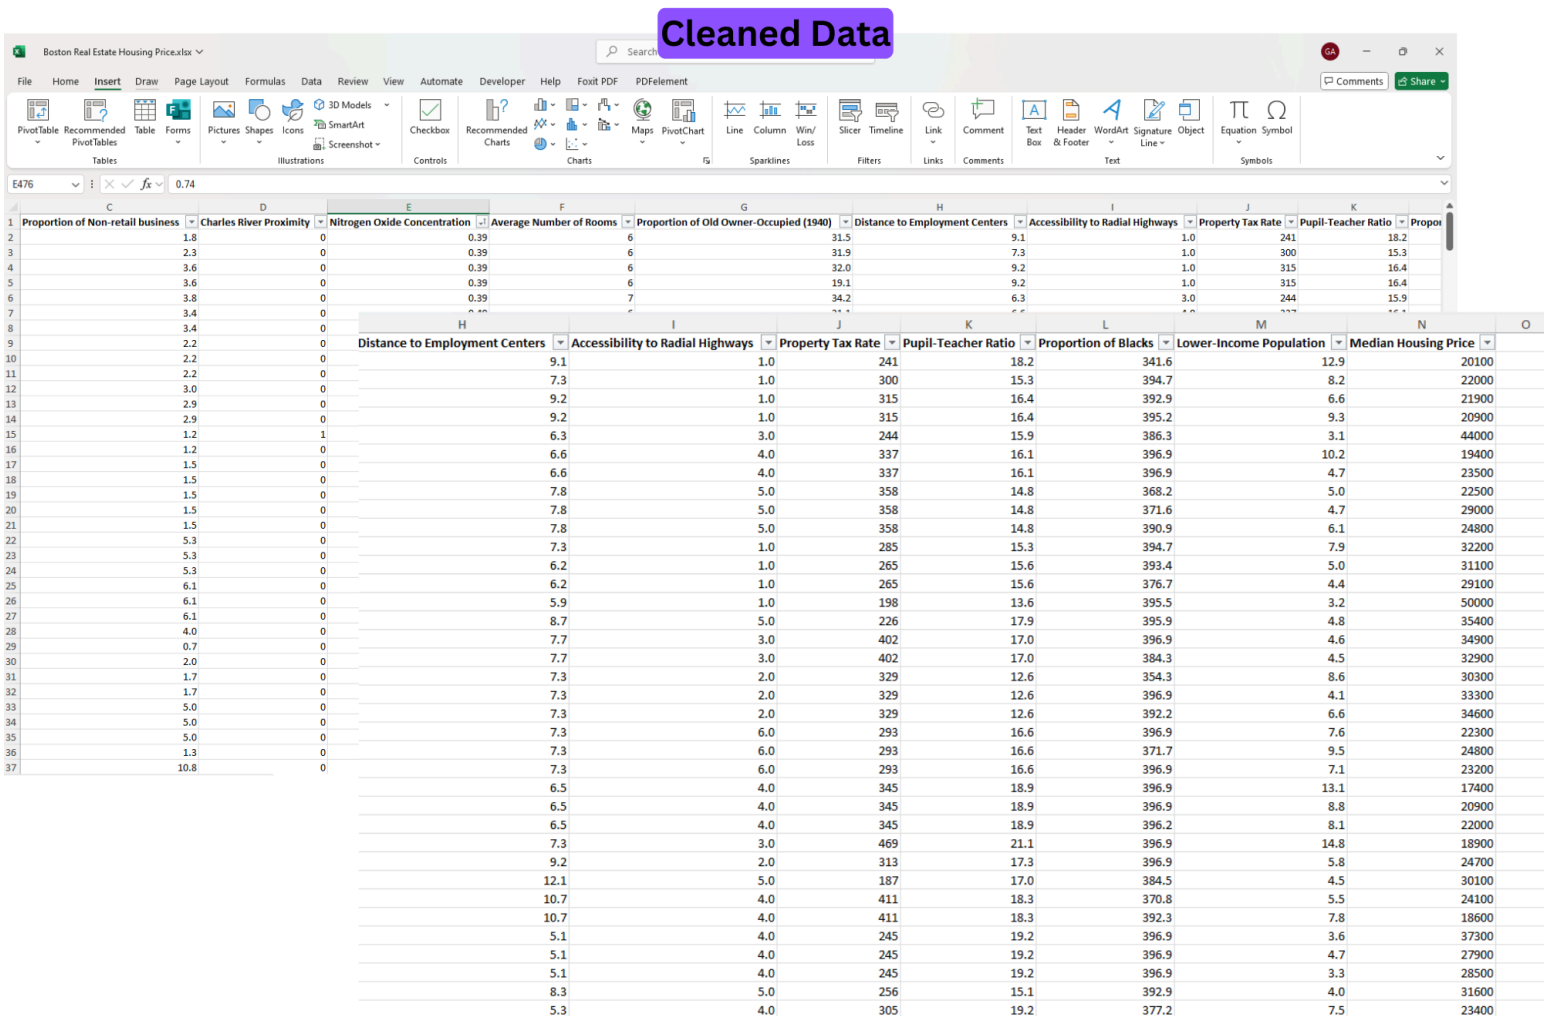 Cleaned Data
Boston Real Estate Housing Price.xlsx
Search
GA
File Home Insert Draw Page Layout Formulas Data Review View Automate Developer Help Foxit PDF PDFelement
Comments Share
PivotTable Recommended PivotTables Table Forms Pictures Shapes Icons 3D Models SmartArt Screenshot Checkbox Recommended Charts Maps PivotChart Line Column Win/Loss Slicer Timeline Link Comment Text Box Header & Footer WordArt Signature Line Object Equation Symbol
Tables Illustrations Controls Charts Sparklines Filters Links Comments Text Symbols
E476 fx 0.74
C D E F G H I J K
1 Proportion of Non-retail business Charles River Proximity Nitrogen Oxide Concentration Average Number of Rooms Proportion of Old Owner-Occupied (1940) Distance to Employment Centers Accessibility to Radial Highways Property Tax Rate Pupil-Teacher Ratio Propor
2 1.8 0 0.39 6 31.5 9.1 1.0 241 18.2
3 2.3 0 0.39 6 31.9 7.3 1.0 300 15.3
4 3.6 0 0.39 6 32.0 9.2 1.0 315 16.4
5 3.6 0 0.39 6 19.1 9.2 1.0 315 16.4
6 3.8 0 0.39 7 34.2 6.3 3.0 244 15.9
7 3.4 0
8 3.4 0
9 2.2 0
10 2.2 0
11 2.2 0
12 3.0 0
13 2.9 0
14 2.9 0
15 1.2 1
16 1.2 0
17 1.5 0
18 1.5 0
19 1.5 0
20 1.5 0
21 1.5 0
22 5.3 0
23 5.3 0
24 5.3 0
25 6.1 0
26 6.1 0
27 6.1 0
28 4.0 0
29 0.7 0
30 2.0 0
31 1.7 0
32 1.7 0
33 5.0 0
34 5.0 0
35 5.0 0
36 1.3 0
37 10.8 0
H I J K L M N O
Distance to Employment Centers Accessibility to Radial Highways Property Tax Rate Pupil-Teacher Ratio Proportion of Blacks Lower-Income Population Median Housing Price
9.1 1.0 241 18.2 341.6 12.9 20100
7.3 1.0 300 15.3 394.7 8.2 22000
9.2 1.0 315 16.4 392.9 6.6 21900
9.2 1.0 315 16.4 395.2 9.3 20900
6.3 3.0 244 15.9 386.3 3.1 44000
6.6 4.0 337 16.1 396.9 10.2 19400
6.6 4.0 337 16.1 396.9 4.7 23500
7.8 5.0 358 14.8 368.2 5.0 22500
7.8 5.0 358 14.8 371.6 4.7 29000
7.8 5.0 358 14.8 390.9 6.1 24800
7.3 1.0 285 15.3 394.7 7.9 32200
6.2 1.0 265 15.6 393.4 5.0 31100
6.2 1.0 265 15.6 376.7 4.4 29100
5.9 1.0 198 13.6 395.5 3.2 50000
8.7 5.0 226 17.9 395.9 4.8 35400
7.7 3.0 402 17.0 396.9 4.6 34900
7.7 3.0 402 17.0 384.3 4.5 32900
7.3 2.0 329 12.6 354.3 8.6 30300
7.3 2.0 329 12.6 396.9 4.1 33300
7.3 2.0 329 12.6 392.2 6.6 34600
7.3 6.0 293 16.6 396.9 7.6 22300
7.3 6.0 293 16.6 371.7 9.5 24800
7.3 6.0 293 16.6 396.9 7.1 23200
6.5 4.0 345 18.9 396.9 13.1 17400
6.5 4.0 345 18.9 396.9 8.8 20900
6.5 4.0 345 18.9 396.2 8.1 22000
7.3 3.0 469 21.1 396.9 14.8 18900
9.2 2.0 313 17.3 396.9 5.8 24700
12.1 5.0 187 17.0 384.5 4.5 30100
10.7 4.0 411 18.3 370.8 5.5 24100
10.7 4.0 411 18.3 392.3 7.8 18600
5.1 4.0 245 19.2 396.9 3.6 37300
5.1 4.0 245 19.2 396.9 4.7 27900
5.1 4.0 245 19.2 396.9 3.3 28500
8.3 5.0 256 15.1 392.9 4.0 31600
5.3 4.0 305 19.2 377.2 7.5 23400